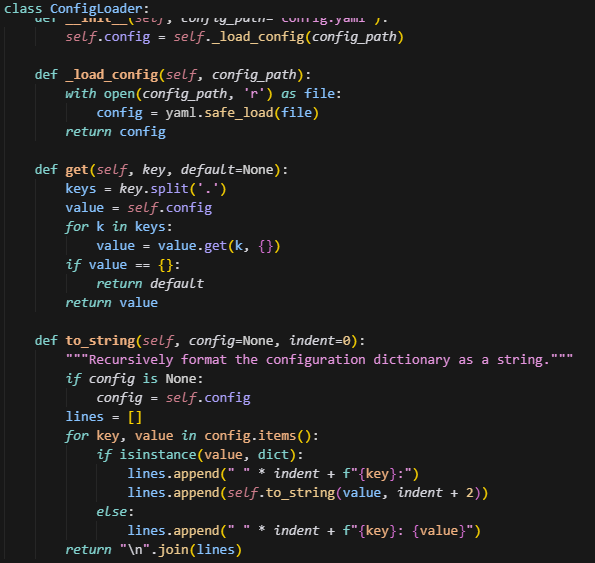 class ConfigLoader:
    def __init__(self, config_path='config.yaml'):
        self.config = self._load_config(config_path)

    def _load_config(self, config_path):
        with open(config_path, 'r') as file:
            config = yaml.safe_load(file)
        return config

    def get(self, key, default=None):
        keys = key.split('.')
        value = self.config
        for k in keys:
            value = value.get(k, {})
        if value == {}:
            return default
        return value

    def to_string(self, config=None, indent=0):
        """Recursively format the configuration dictionary as a string."""
        if config is None:
            config = self.config
        lines = []
        for key, value in config.items():
            if isinstance(value, dict):
                lines.append(" " * indent + f"{key}:")
                lines.append(self.to_string(value, indent + 2))
            else:
                lines.append(" " * indent + f"{key}: {value}")
        return "\n".join(lines)